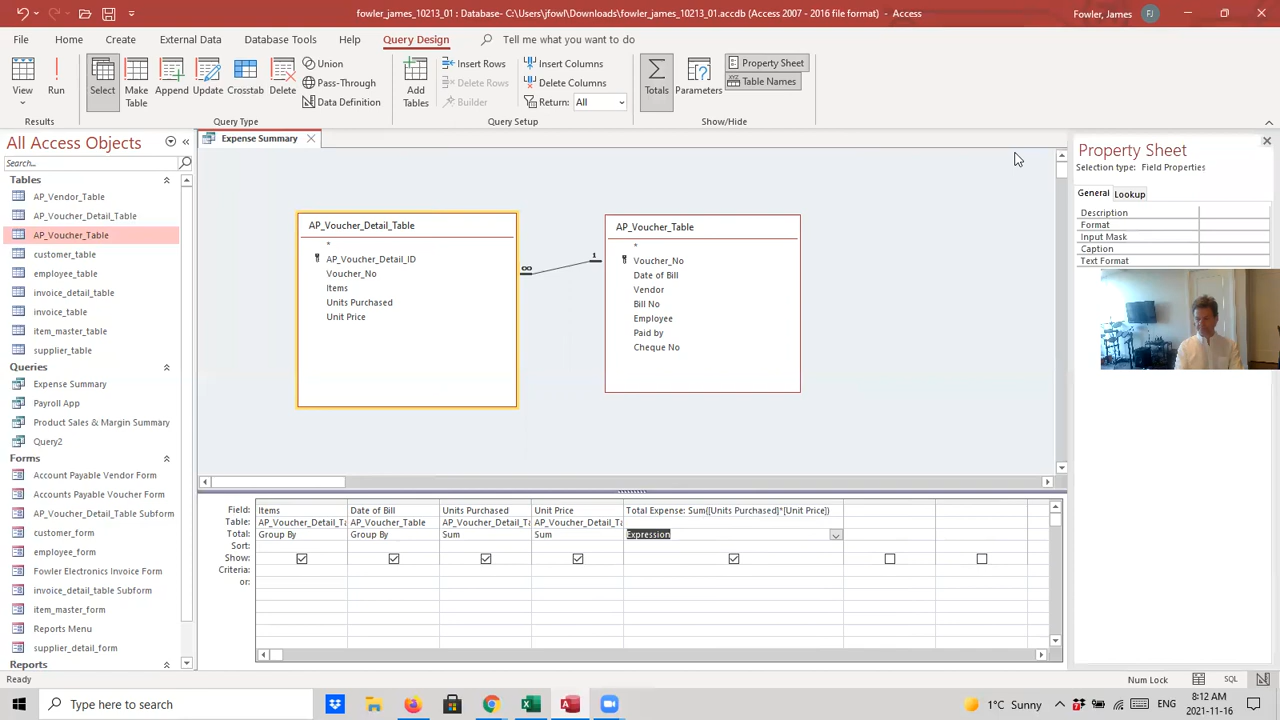 fowler_james_10213_01 : Database- C:\Users\jfowl\Downloads\fowler_james_10213_01.accdb (Access 2007 - 2016 file format) - Access
Fowler, James
FJ
File
Home
Create
External Data
Database Tools
Help
Query Design
Tell me what you want to do
View
Run
Select
Make Table
Append
Update
Crosstab
Delete
Union
Pass-Through
Data Definition
Add Tables
Insert Rows
Delete Rows
Builder
Insert Columns
Delete Columns
Return: All
Totals
Parameters
Property Sheet
Table Names
Results
Query Type
Query Setup
Show/Hide
All Access Objects
Search...
Tables
AP_Vendor_Table
AP_Voucher_Detail_Table
AP_Voucher_Table
customer_table
employee_table
invoice_detail_table
invoice_table
item_master_table
supplier_table
Queries
Expense Summary
Payroll App
Product Sales & Margin Summary
Query2
Forms
Account Payable Vendor Form
Accounts Payable Voucher Form
AP_Voucher_Detail_Table Subform
customer_form
employee_form
Fowler Electronics Invoice Form
invoice_detail_table Subform
item_master_form
Reports Menu
supplier_detail_form
Reports
Expense Summary
AP_Voucher_Detail_Table
*
AP_Voucher_Detail_ID
Voucher_No
Items
Units Purchased
Unit Price
∞
1
AP_Voucher_Table
*
Voucher_No
Date of Bill
Vendor
Bill No
Employee
Paid by
Cheque No
Field: Items Date of Bill Units Purchased Unit Price Total Expense: Sum([Units Purchased]*[Unit Price])
Table: AP_Voucher_Detail_Ta AP_Voucher_Table AP_Voucher_Detail_Ta AP_Voucher_Detail_Ta
Total: Group By Group By Sum Sum Expression
Sort:
Show:
Criteria:
or:
Property Sheet
Selection type: Field Properties
General
Lookup
Description
Format
Input Mask
Caption
Text Format
Ready
Num Lock
SQL
Type here to search
1°C Sunny
ENG
8:12 AM
2021-11-16